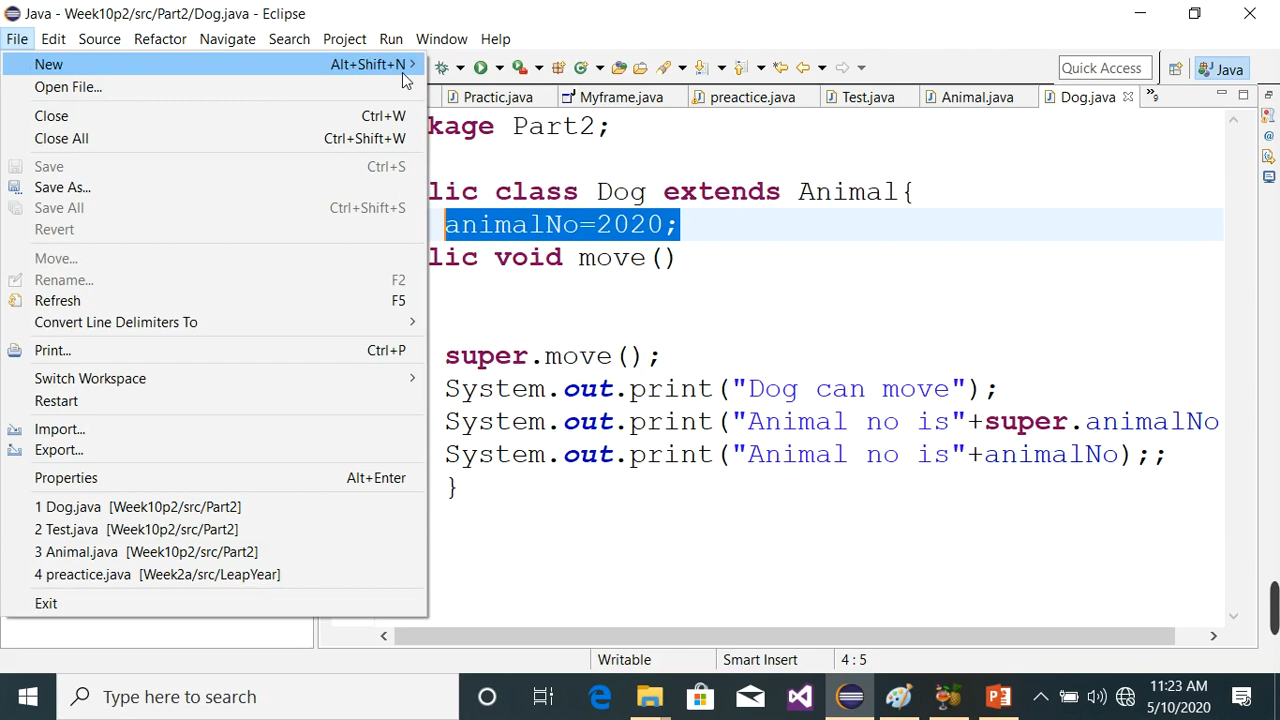 Java - Week10p2/src/Part2/Dog.java - Eclipse
File Edit Source Refactor Navigate Search Project Run Window Help
New Alt+Shift+N
Open File...
Close Ctrl+W
Close All Ctrl+Shift+W
Save Ctrl+S
Save As...
Save All Ctrl+Shift+S
Revert
Move...
Rename... F2
Refresh F5
Convert Line Delimiters To
Print... Ctrl+P
Switch Workspace
Restart
Import...
Export...
Properties Alt+Enter
1 Dog.java [Week10p2/src/Part2]
2 Test.java [Week10p2/src/Part2]
3 Animal.java [Week10p2/src/Part2]
4 preactice.java [Week2a/src/LeapYear]
Exit
Quick Access Java
Practic.java Myframe.java preactice.java Test.java Animal.java Dog.java 9
kage Part2;
lic class Dog extends Animal{
animalNo=2020;
lic void move()
super.move();
System.out.print("Dog can move");
System.out.print("Animal no is"+super.animalNo
System.out.print("Animal no is"+animalNo);;
}
Writable Smart Insert 4 : 5
Type here to search
11:23 AM
5/10/2020